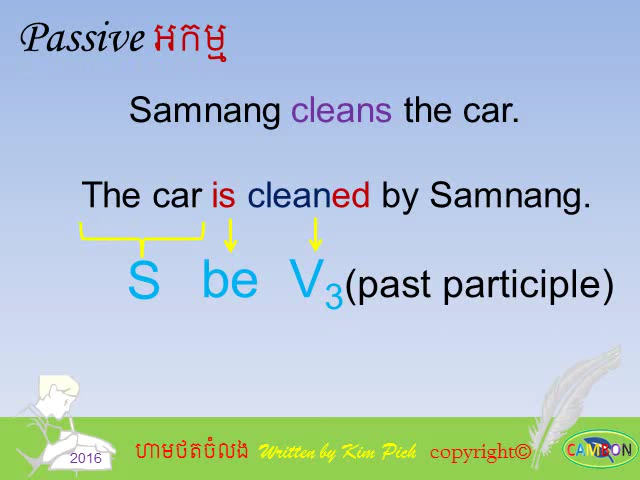 Passive អកម្ម
Samnang cleans the car.
The car is cleaned by Samnang.
S be V3(past participle)
2016 ហាមថតចំលង Written by Kim Pich copyright© CAMBON